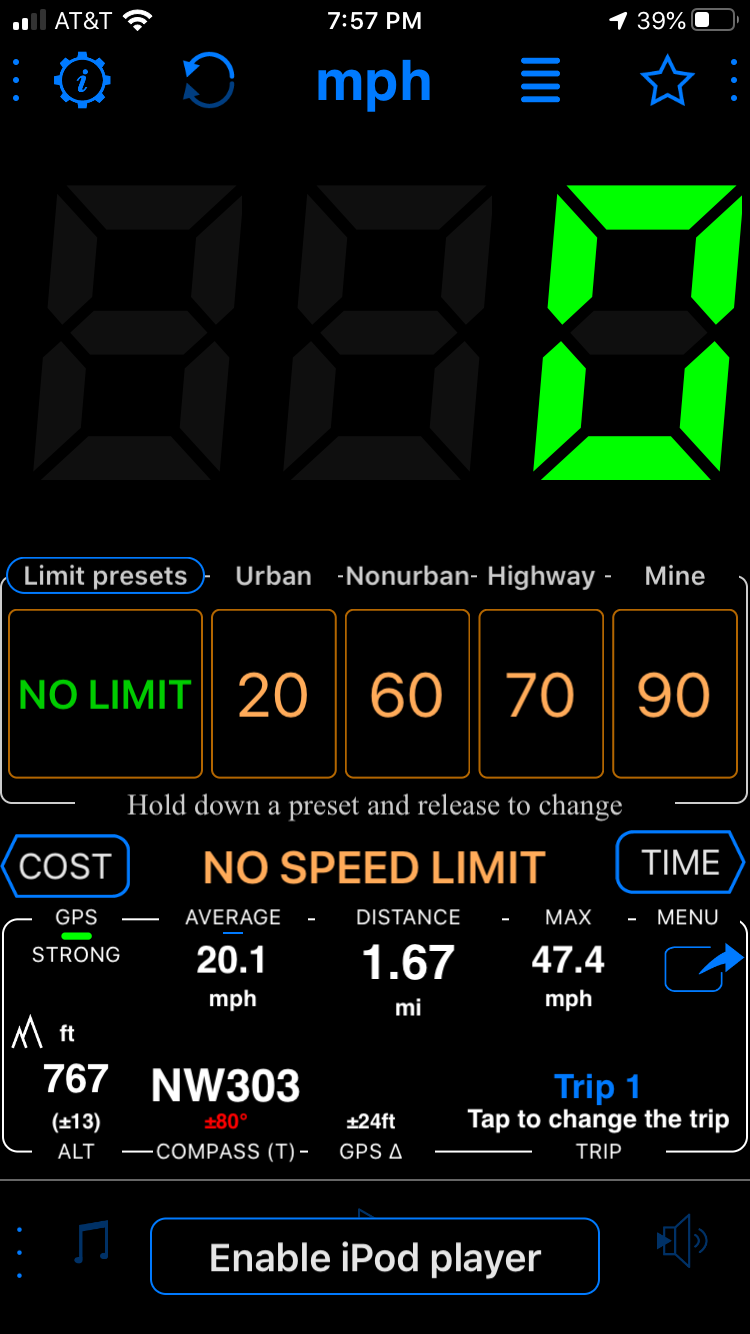 AT&T 7:57 PM 39%
i mph
0
Limit presets Urban Nonurban Highway Mine
NO LIMIT 20 60 70 90
Hold down a preset and release to change
COST NO SPEED LIMIT TIME
GPS AVERAGE DISTANCE MAX MENU
STRONG 20.1 1.67 47.4
mph mi mph
ft
767 NW303 Trip 1
(±13) ±80° ±24ft Tap to change the trip
ALT COMPASS (T) GPS Δ TRIP
Enable iPod player